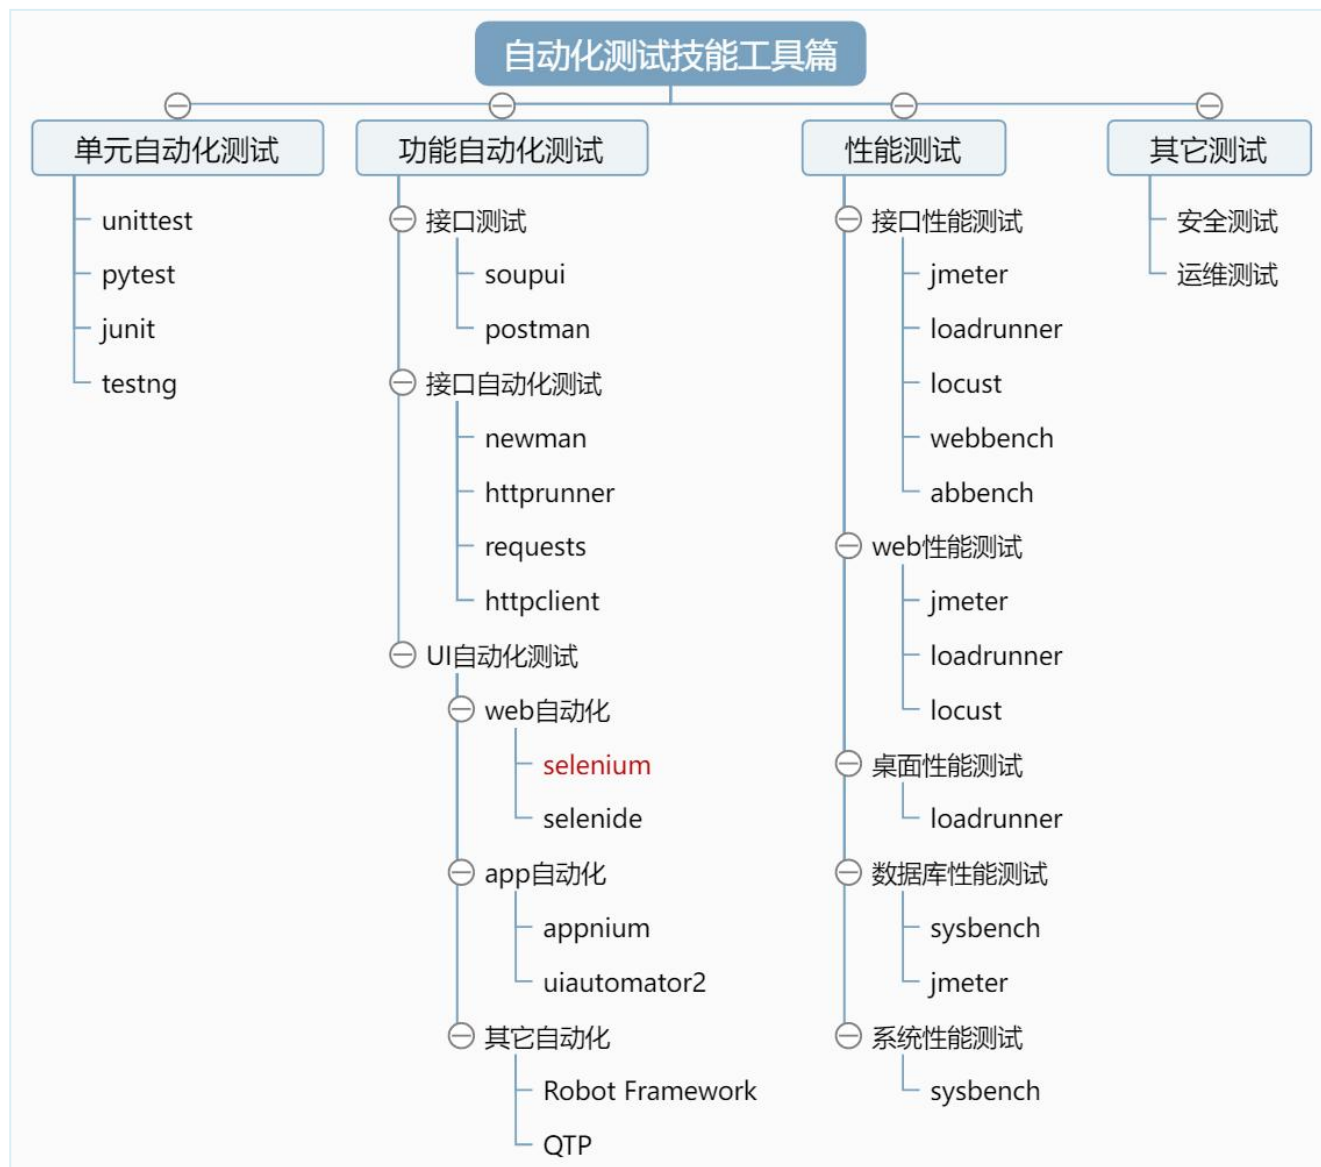 自动化测试技能工具篇
单元自动化测试
unittest
pytest
junit
testng
功能自动化测试
接口测试
soupui
postman
接口自动化测试
newman
httprunner
requests
httpclient
UI自动化测试
web自动化
selenium
selenide
app自动化
appnium
uiautomator2
其它自动化
Robot Framework
QTP
性能测试
接口性能测试
jmeter
loadrunner
locust
webbench
abbench
web性能测试
jmeter
loadrunner
locust
桌面性能测试
loadrunner
数据库性能测试
sysbench
jmeter
系统性能测试
sysbench
其它测试
安全测试
运维测试